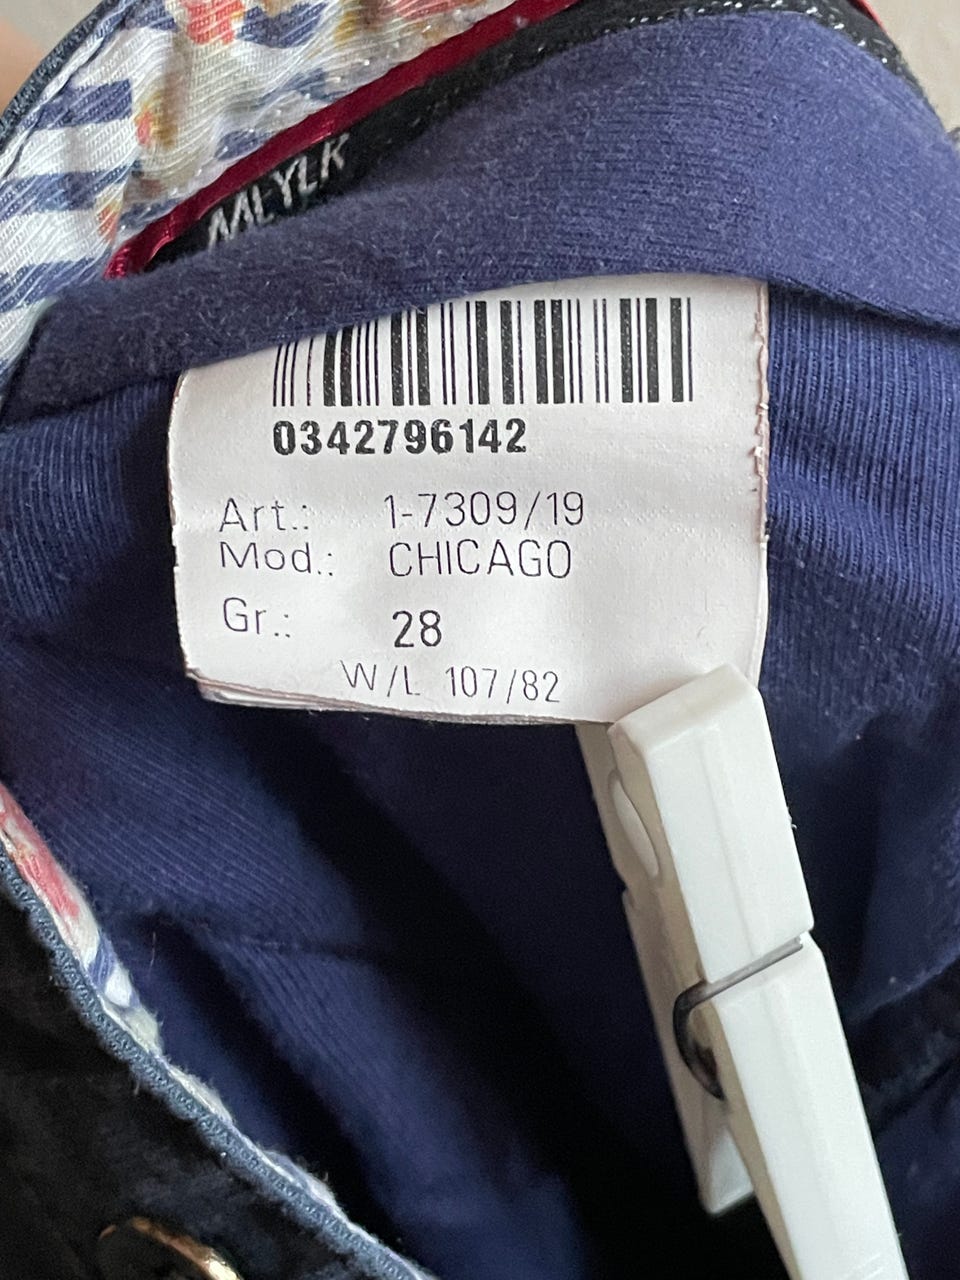 0342796142
Art.: 1-7309/19
Mod.: CHICAGO
Gr.: 28
W/L 107/82